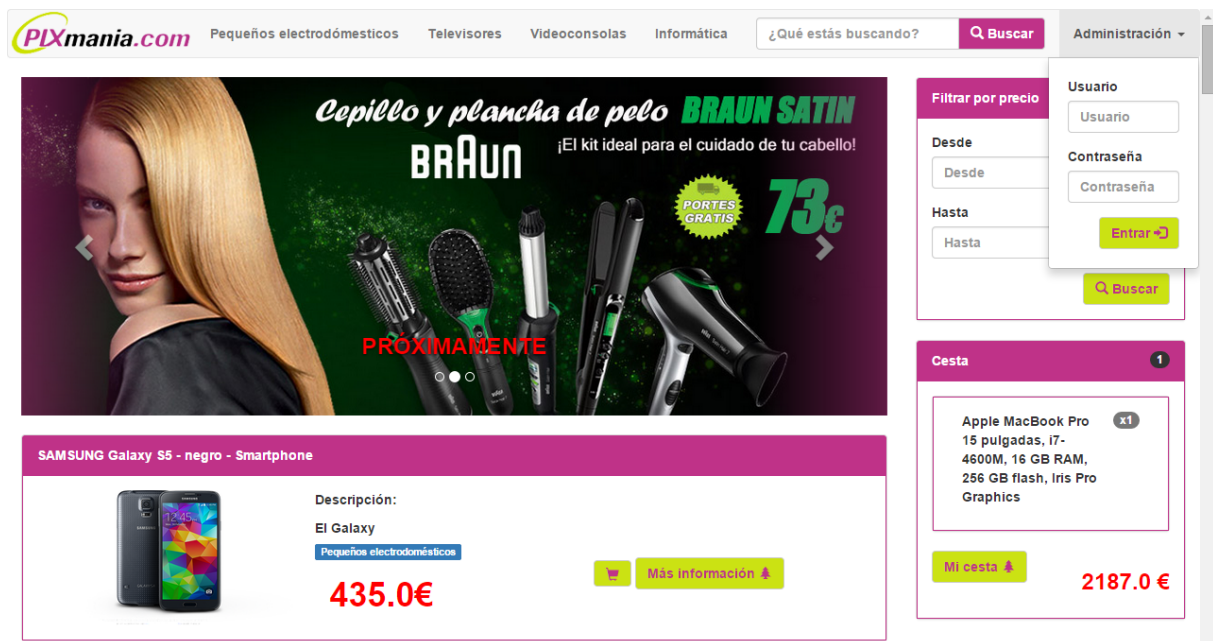 PIXmania.com
Pequeños electrodómesticos
Televisores
Videoconsolas
Informática
¿Qué estás buscando?
Buscar
Administración
Usuario
Usuario
Contraseña
Contraseña
Entrar
Cepillo y plancha de pelo BRAUN SATIN
BRAUN
¡El kit ideal para el cuidado de tu cabello!
PORTES
GRATIS
73€
PRÓXIMAMENTE
Filtrar por precio
Desde
Desde
Hasta
Hasta
Buscar
Cesta
1
Apple MacBook Pro
x1
15 pulgadas, i7-
4600M, 16 GB RAM,
256 GB flash, Iris Pro
Graphics
Mi cesta
2187.0 €
SAMSUNG Galaxy S5 - negro - Smartphone
12:45
Descripción:
El Galaxy
Pequeños electrodomésticos
435.0€
Más información